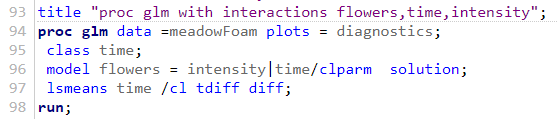 93 title "proc glm with interactions flowers,time,intensity";
94 proc glm data =meadowFoam plots = diagnostics;
95 class time;
96 model flowers = intensity|time/clparm solution;
97 lsmeans time /cl tdiff diff;
98 run;